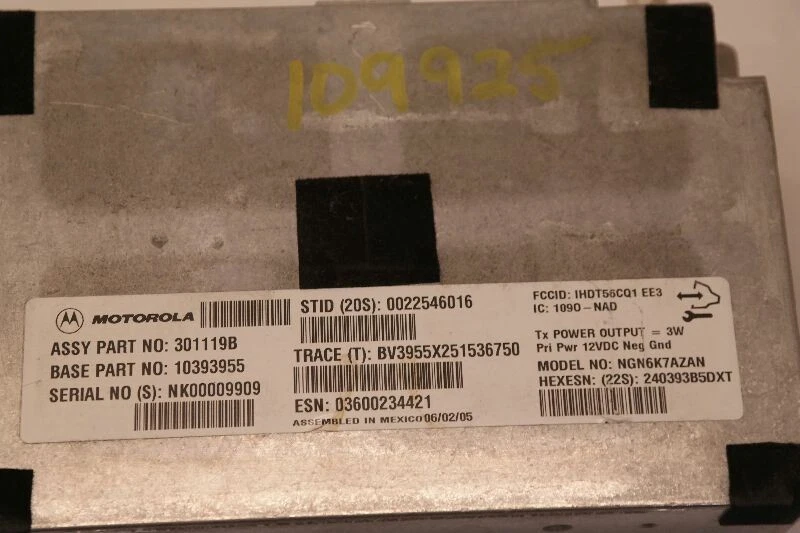 109925
MOTOROLA
ASSY PART NO: 301119B
BASE PART NO: 10393955
SERIAL NO (S): NK00009909
STID (20S): 0022546016
TRACE (T): BV3955X251536750
ESN: 03600234421
ASSEMBLED IN MEXICO 06/02/05
FCCID: IHDT56CQ1 EE3
IC: 109O-NAD
Tx POWER OUTPUT = 3W
Pri Pwr 12VDC Neg Gnd
MODEL NO: NGN6K7AZAN
HEXESN: (22S): 240393B5DXT